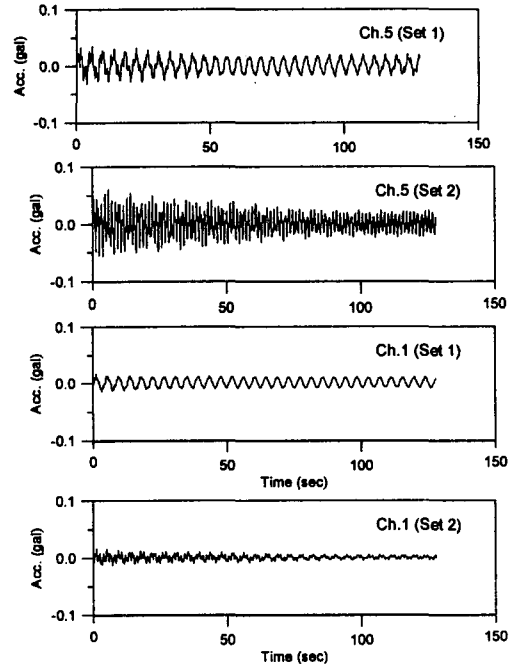 0.1
Ch.5 (Set 1)
Acc. (gal)
0.0
-0.1
0 50 100 150
0.1
Ch.5 (Set 2)
Acc. (gal)
0.0
-0.1
0 50 100 150
0.1
Ch.1 (Set 1)
Acc. (gal)
0.0
-0.1
0 50 100 150
Time (sec)
0.1
Ch.1 (Set 2)
Acc. (gal)
0.0
-0.1
0 50 100 150
Time (sec)